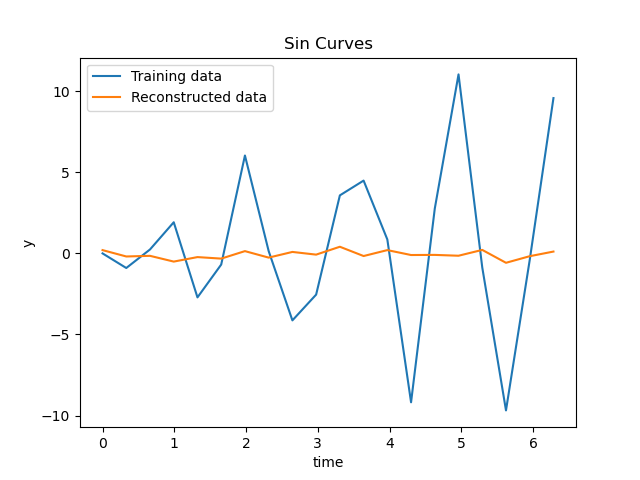 Sin Curves
Training data
Reconstructed data
10
5
0
−5
−10
y
0 1 2 3 4 5 6
time